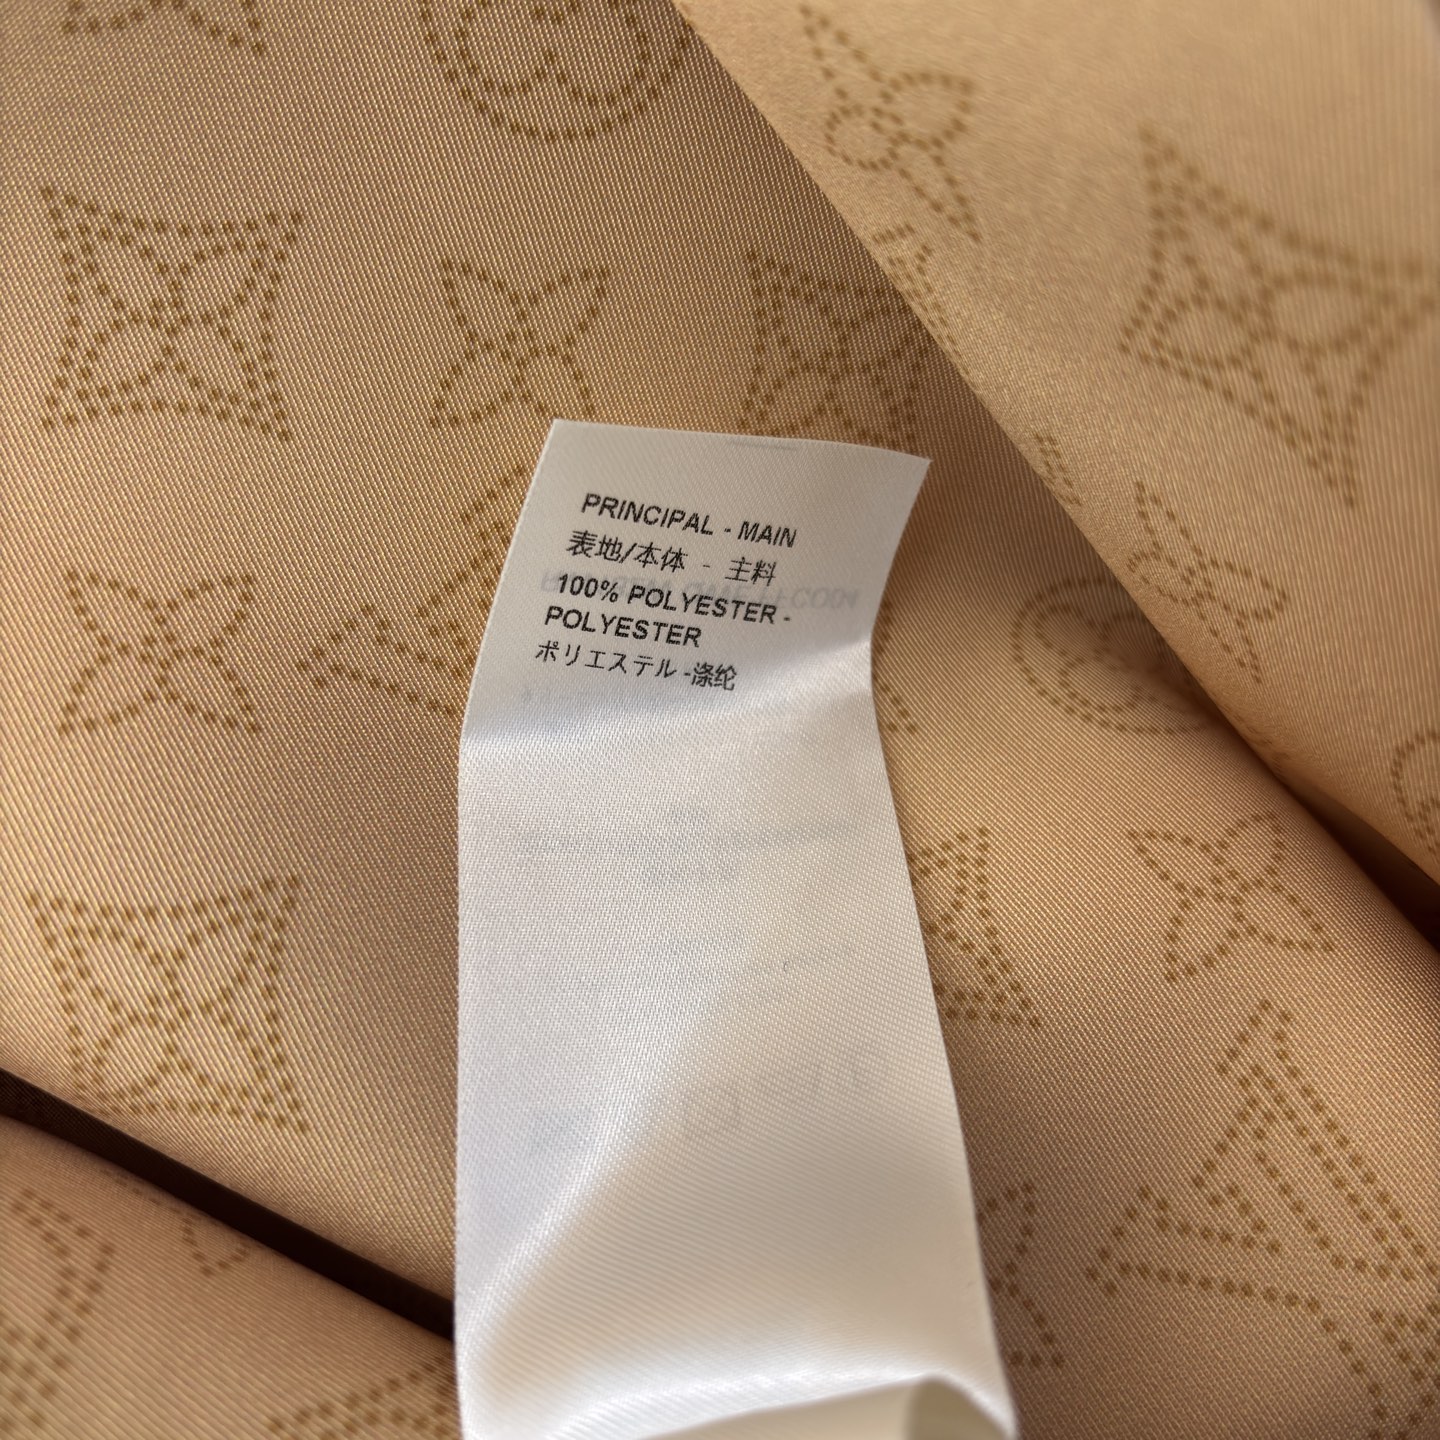 PRINCIPAL - MAIN
表地/本体 - 主料
100% POLYESTER -
POLYESTER
ポリエステル -涤纶